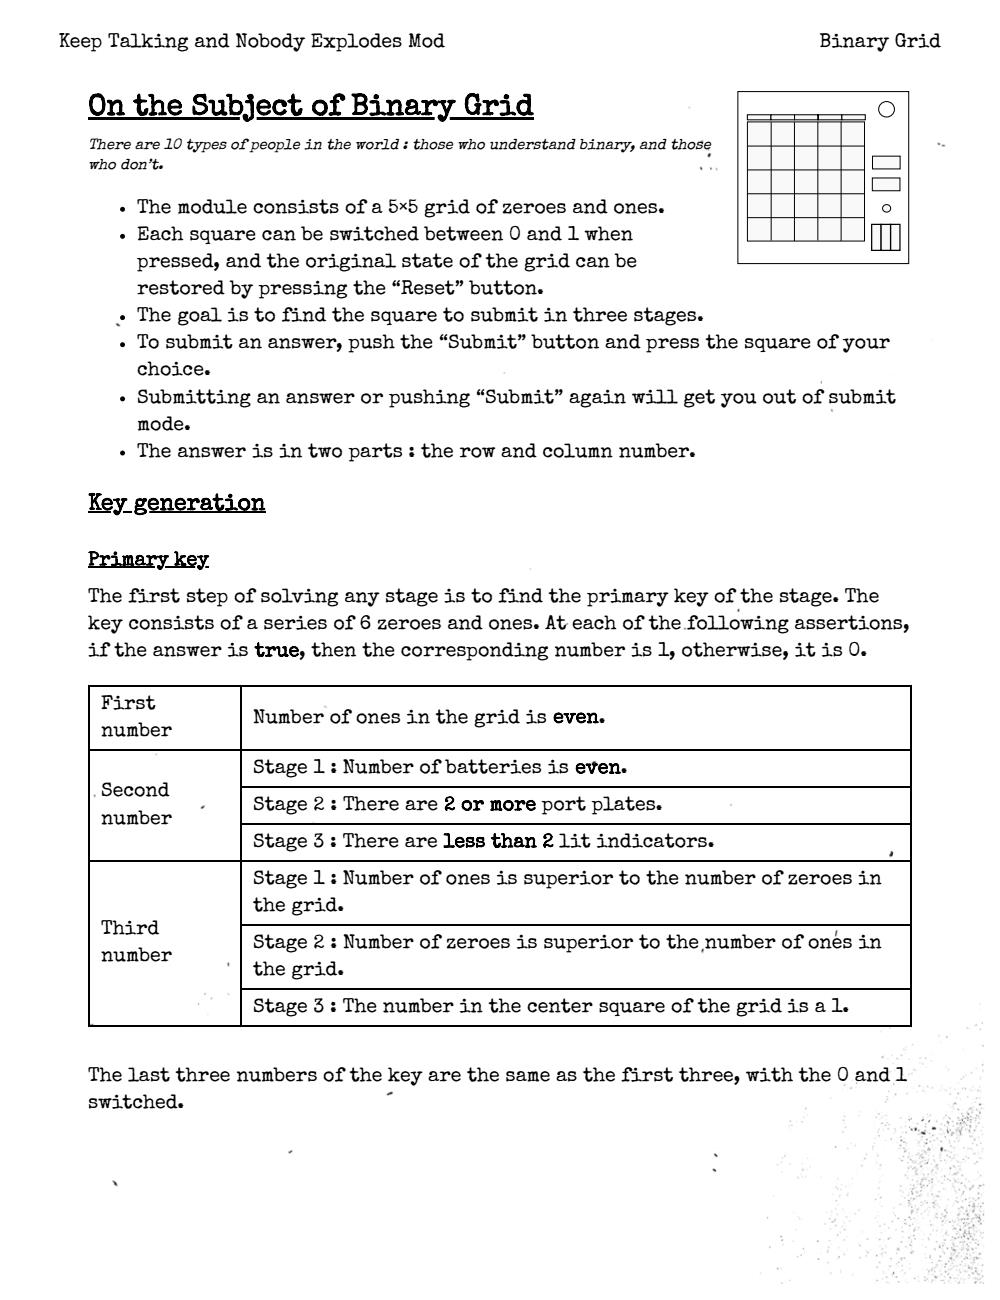 Keep Talking and Nobody Explodes Mod
Binary Grid
On the Subject of Binary Grid
There are 10 types of people in the world : those who understand binary, and those
who don't.
• The module consists of a 5×5 grid of zeroes and ones.
• Each square can be switched between 0 and 1 when
pressed, and the original state of the grid can be
restored by pressing the “Reset” button.
• The goal is to find the square to submit in three stages.
• To submit an answer, push the “Submit” button and press the square of your
choice.
• Submitting an answer or pushing “Submit” again will get you out of submit
mode.
• The answer is in two parts : the row and column number.
Key generation
Primary key
The first step of solving any stage is to find the primary key of the stage. The
key consists of a series of 6 zeroes and ones. At each of the following assertions,
if the answer is true, then the corresponding number is 1, otherwise, it is 0.
First
number
Number of ones in the grid is even.
Second
number
Stage 1 : Number of batteries is even.
Stage 2 : There are 2 or more port plates.
Stage 3 : There are less than 2 lit indicators.
Third
number
Stage 1 : Number of ones is superior to the number of zeroes in
the grid.
Stage 2 : Number of zeroes is superior to the number of ones in
the grid.
Stage 3 : The number in the center square of the grid is a 1.
The last three numbers of the key are the same as the first three, with the 0 and 1
switched.